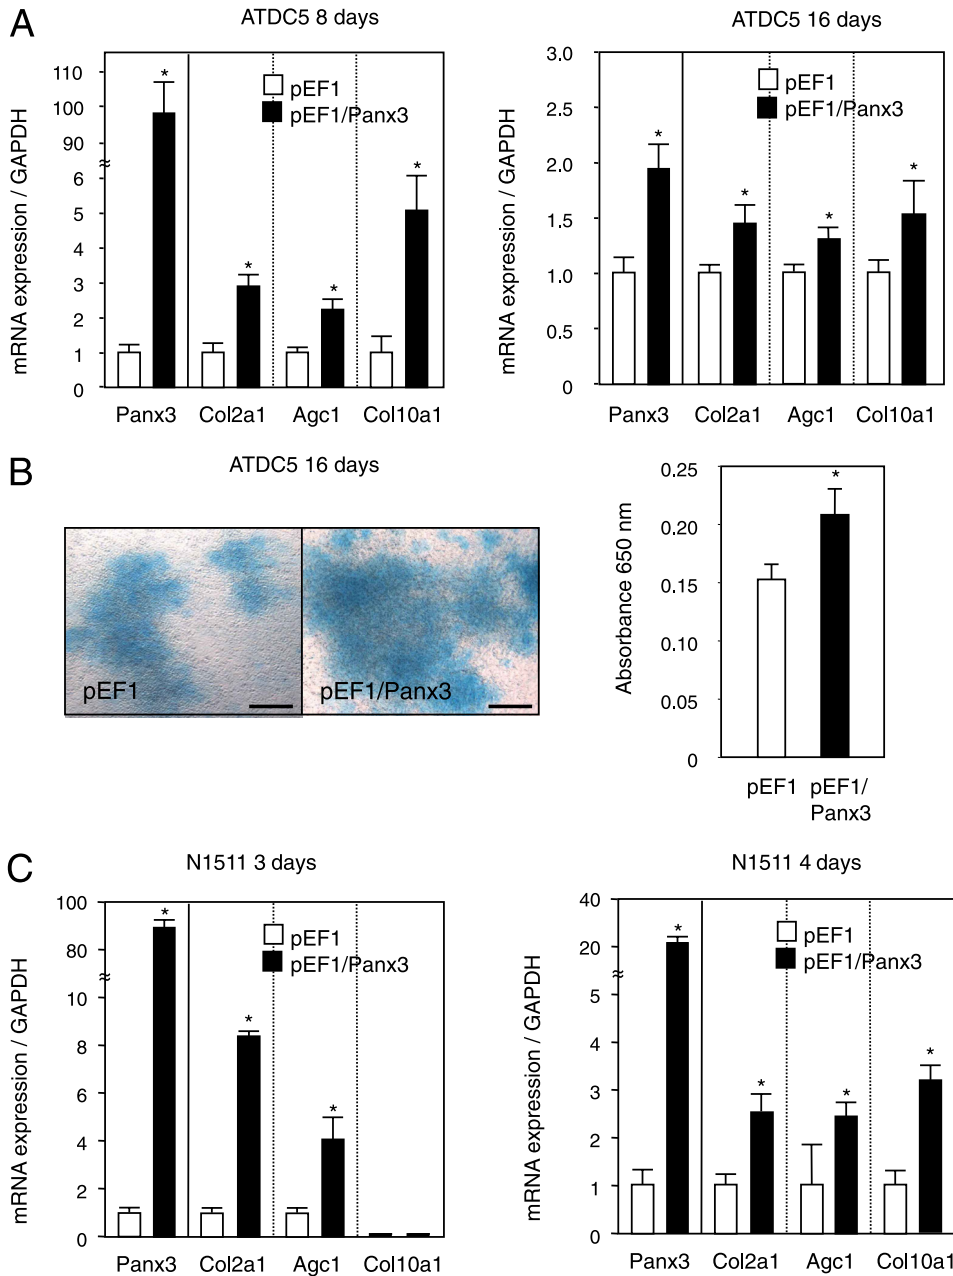 A
ATDC5 8 days
mRNA expression / GAPDH
110
100
90
6
5
4
3
2
1
0
pEF1
pEF1/Panx3
* * * *
Panx3 Col2a1 Agc1 Col10a1
ATDC5 16 days
mRNA expression / GAPDH
3.0
2.5
2.0
1.5
1.0
0.5
0
pEF1
pEF1/Panx3
* * * *
Panx3 Col2a1 Agc1 Col10a1
B
ATDC5 16 days
pEF1
pEF1/Panx3
Absorbance 650 nm
0.25
0.20
0.15
0.10
0.05
0
*
pEF1 pEF1/
Panx3
C
N1511 3 days
mRNA expression / GAPDH
100
80
10
8
6
4
2
0
pEF1
pEF1/Panx3
* * *
Panx3 Col2a1 Agc1 Col10a1
N1511 4 days
mRNA expression / GAPDH
40
20
5
4
3
2
1
0
pEF1
pEF1/Panx3
* * * *
Panx3 Col2a1 Agc1 Col10a1